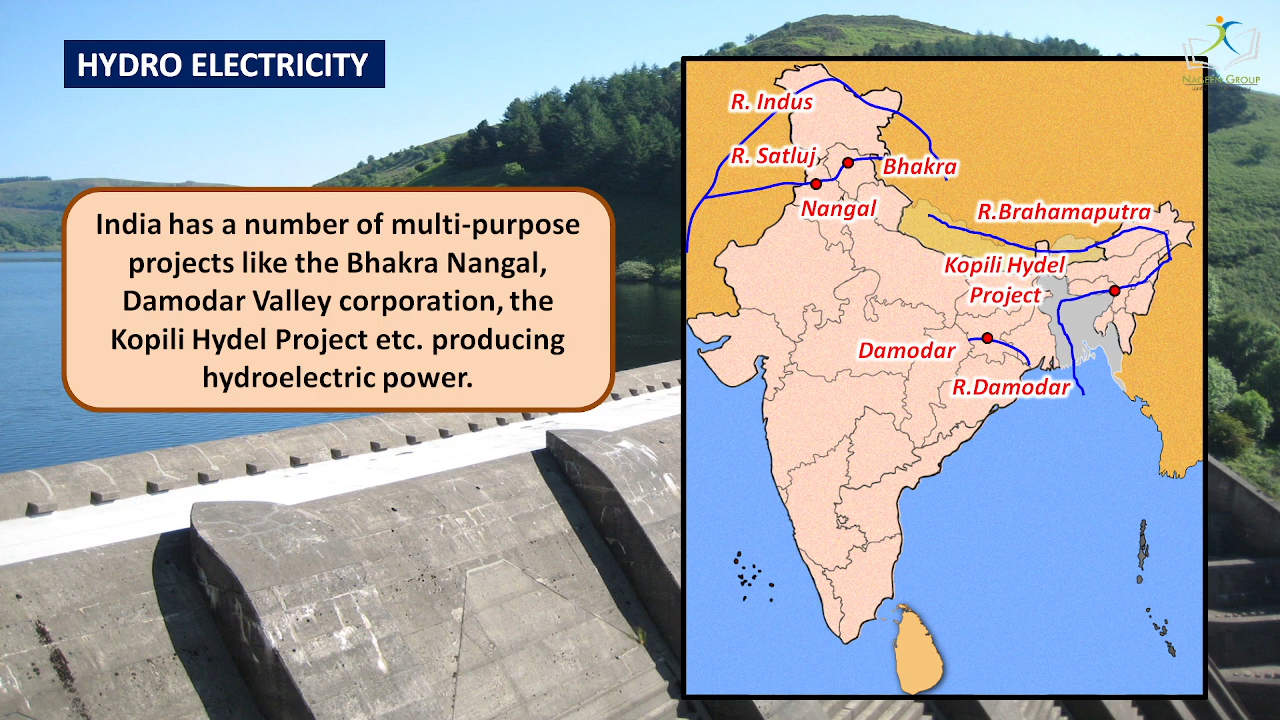 HYDRO ELECTRICITY
India has a number of multi-purpose
projects like the Bhakra Nangal,
Damodar Valley corporation, the
Kopili Hydel Project etc. producing
hydroelectric power.
R. Indus
R. Satluj
Bhakra
Nangal
R.Brahamaputra
Kopili Hydel
Project
Damodar
R.Damodar
NAGEEN GROUP